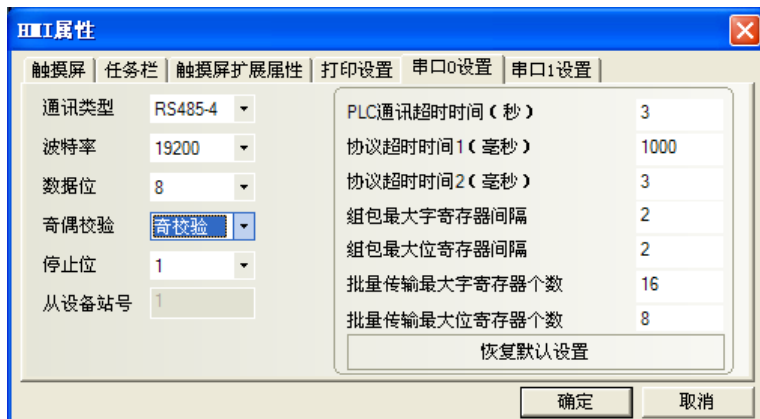 HMI属性
触摸屏 任务栏 触摸屏扩展属性 打印设置 串口0设置 串口1设置
通讯类型 RS485-4
波特率 19200
数据位 8
奇偶校验 奇校验
停止位 1
从设备站号 1
PLC通讯超时时间(秒) 3
协议超时时间1(毫秒) 1000
协议超时时间2(毫秒) 3
组包最大字寄存器间隔 2
组包最大位寄存器间隔 2
批量传输最大字寄存器个数 16
批量传输最大位寄存器个数 8
恢复默认设置
确定 取消